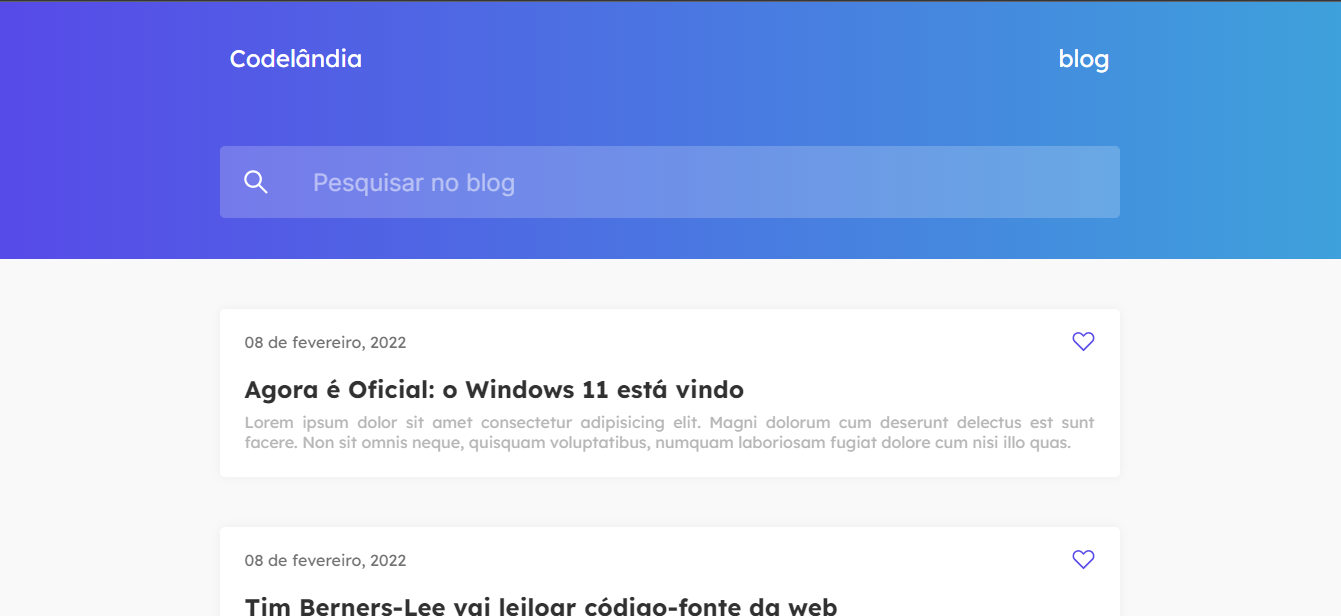 Codelândia
blog
Pesquisar no blog
08 de fevereiro, 2022
Agora é Oficial: o Windows 11 está vindo
Lorem ipsum dolor sit amet consectetur adipisicing elit. Magni dolorum cum deserunt delectus est sunt
facere. Non sit omnis neque, quisquam voluptatibus, numquam laboriosam fugiat dolore cum nisi illo quas.
08 de fevereiro, 2022
Tim Berners-Lee vai leiloar código-fonte da web